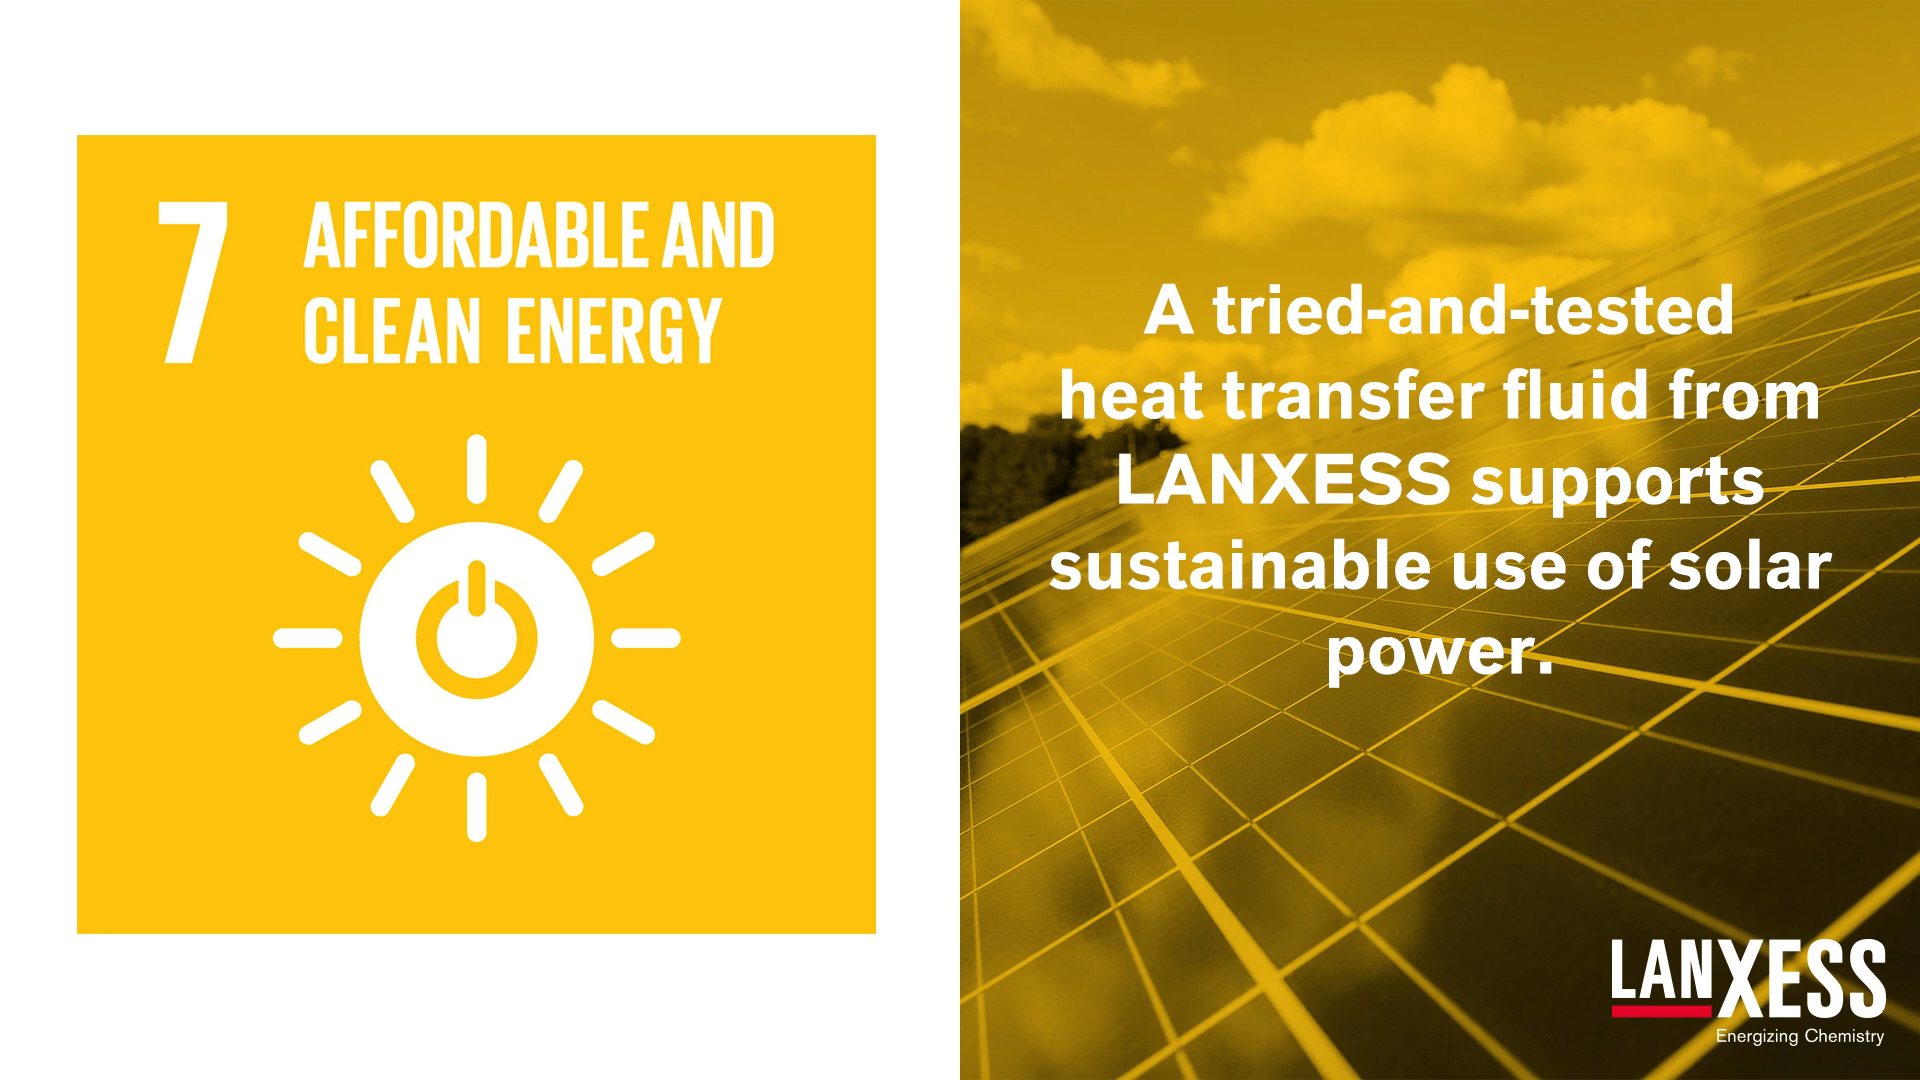 7
AFFORDABLE AND
CLEAN ENERGY
A tried-and-tested
heat transfer fluid from
LANXESS supports
sustainable use of solar
power.
LANXESS
Energizing Chemistry